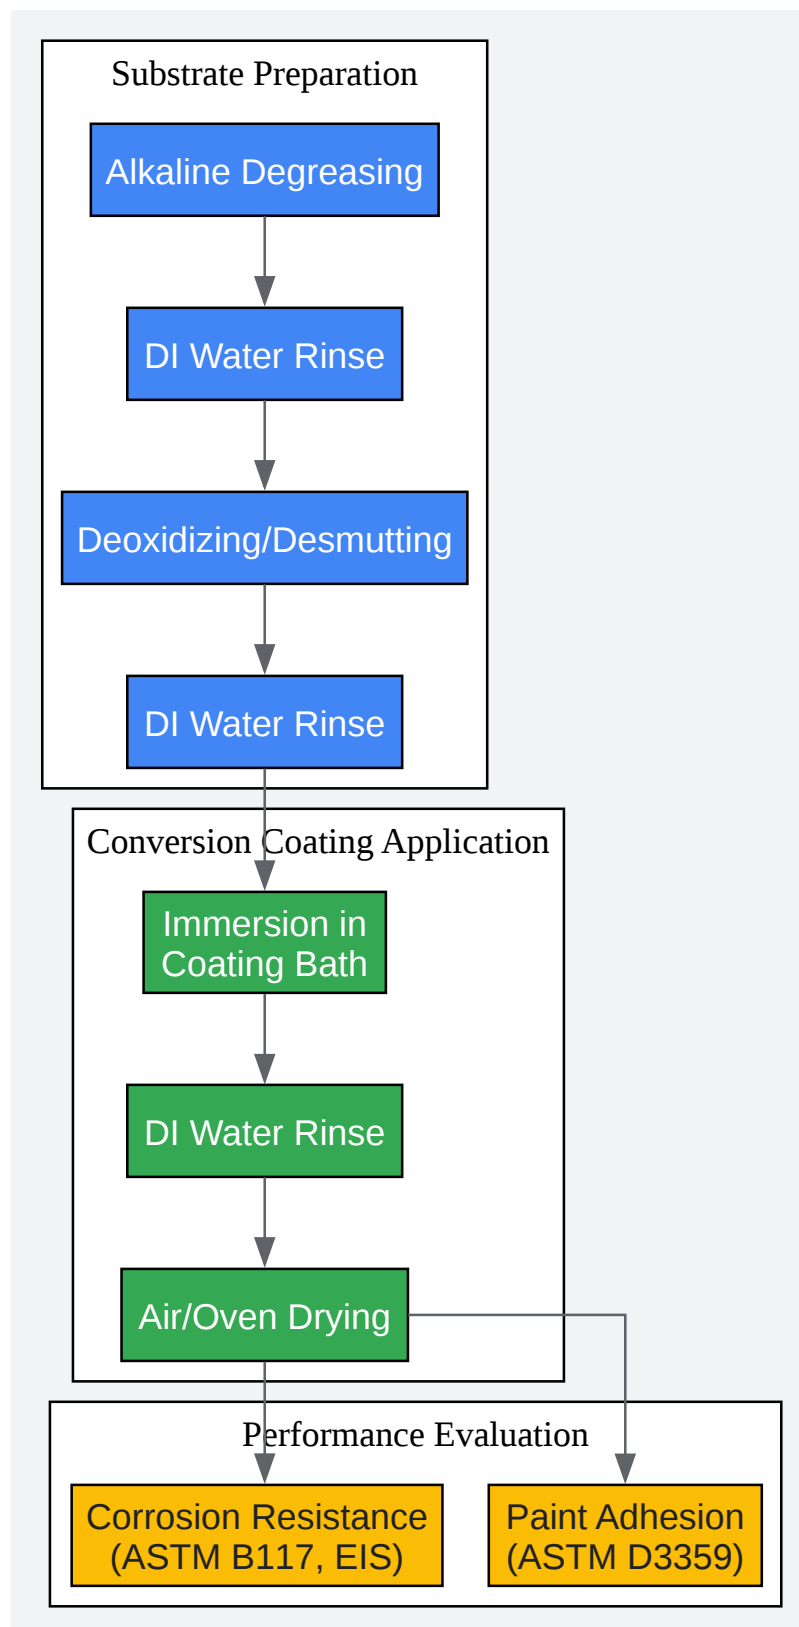 Substrate Preparation
Alkaline Degreasing
DI Water Rinse
Deoxidizing/Desmutting
DI Water Rinse
Conversion Coating Application
Immersion in
Coating Bath
DI Water Rinse
Air/Oven Drying
Performance Evaluation
Corrosion Resistance
(ASTM B117, EIS)
Paint Adhesion
(ASTM D3359)